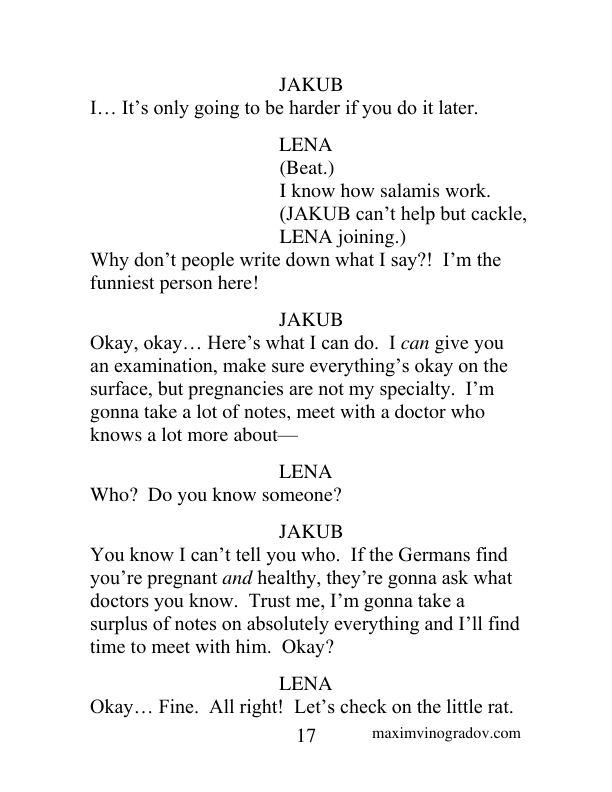 JAKUB
I… It’s only going to be harder if you do it later.
LENA
(Beat.)
I know how salamis work.
(JAKUB can’t help but cackle,
LENA joining.)
Why don’t people write down what I say?!  I’m the
funniest person here!
JAKUB
Okay, okay… Here’s what I can do.  I can give you
an examination, make sure everything’s okay on the
surface, but pregnancies are not my specialty.  I’m
gonna take a lot of notes, meet with a doctor who
knows a lot more about—
LENA
Who?  Do you know someone?
JAKUB
You know I can’t tell you who.  If the Germans find
you’re pregnant and healthy, they’re gonna ask what
doctors you know.  Trust me, I’m gonna take a
surplus of notes on absolutely everything and I’ll find
time to meet with him.  Okay?
LENA
Okay… Fine.  All right!  Let’s check on the little rat.
17 maximvinogradov.com